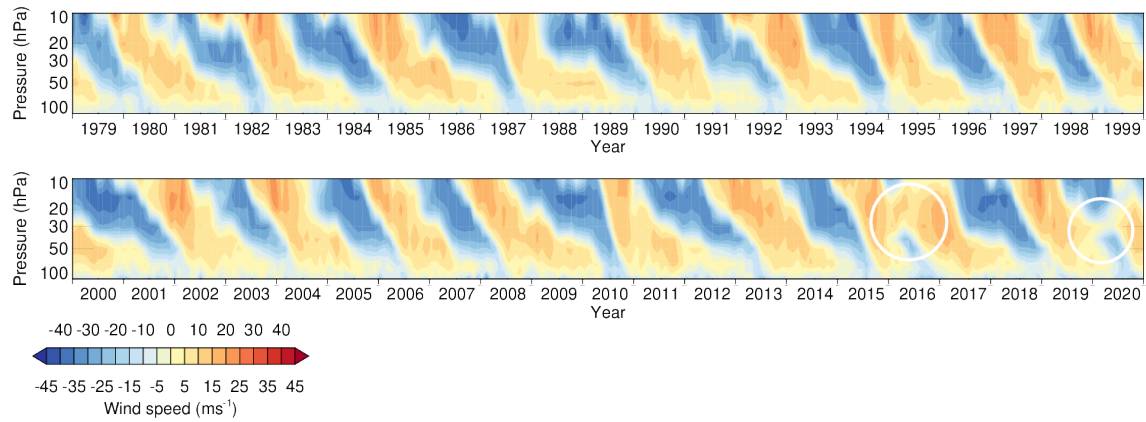 Pressure (hPa)
10
20
30
50
100
1979 1980 1981 1982 1983 1984 1985 1986 1987 1988 1989 1990 1991 1992 1993 1994 1995 1996 1997 1998 1999
Year
Pressure (hPa)
10
20
30
50
100
2000 2001 2002 2003 2004 2005 2006 2007 2008 2009 2010 2011 2012 2013 2014 2015 2016 2017 2018 2019 2020
Year
-40 -30 -20 -10 0 10 20 30 40
-45 -35 -25 -15 -5 5 15 25 35 45
Wind speed (ms⁻¹)